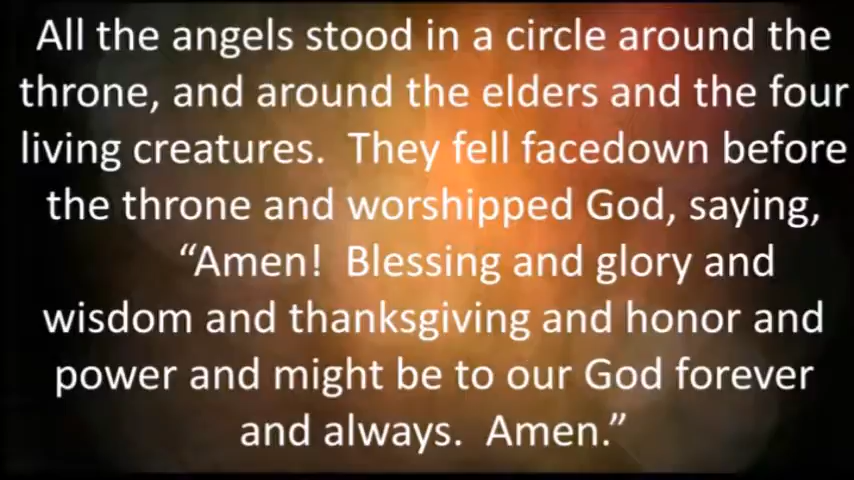 All the angels stood in a circle around the
throne, and around the elders and the four
living creatures.  They fell facedown before
the throne and worshipped God, saying,
“Amen!  Blessing and glory and
wisdom and thanksgiving and honor and
power and might be to our God forever
and always.  Amen.”